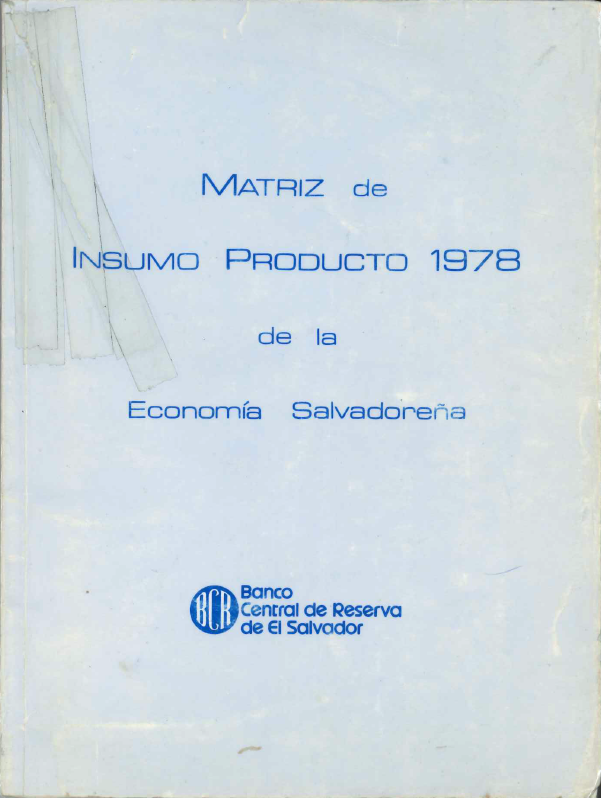 MATRIZ de
INSUMO PRODUCTO 1978
de la
Economía Salvadoreña
BCR
Banco
Central de Reserva
de El Salvador